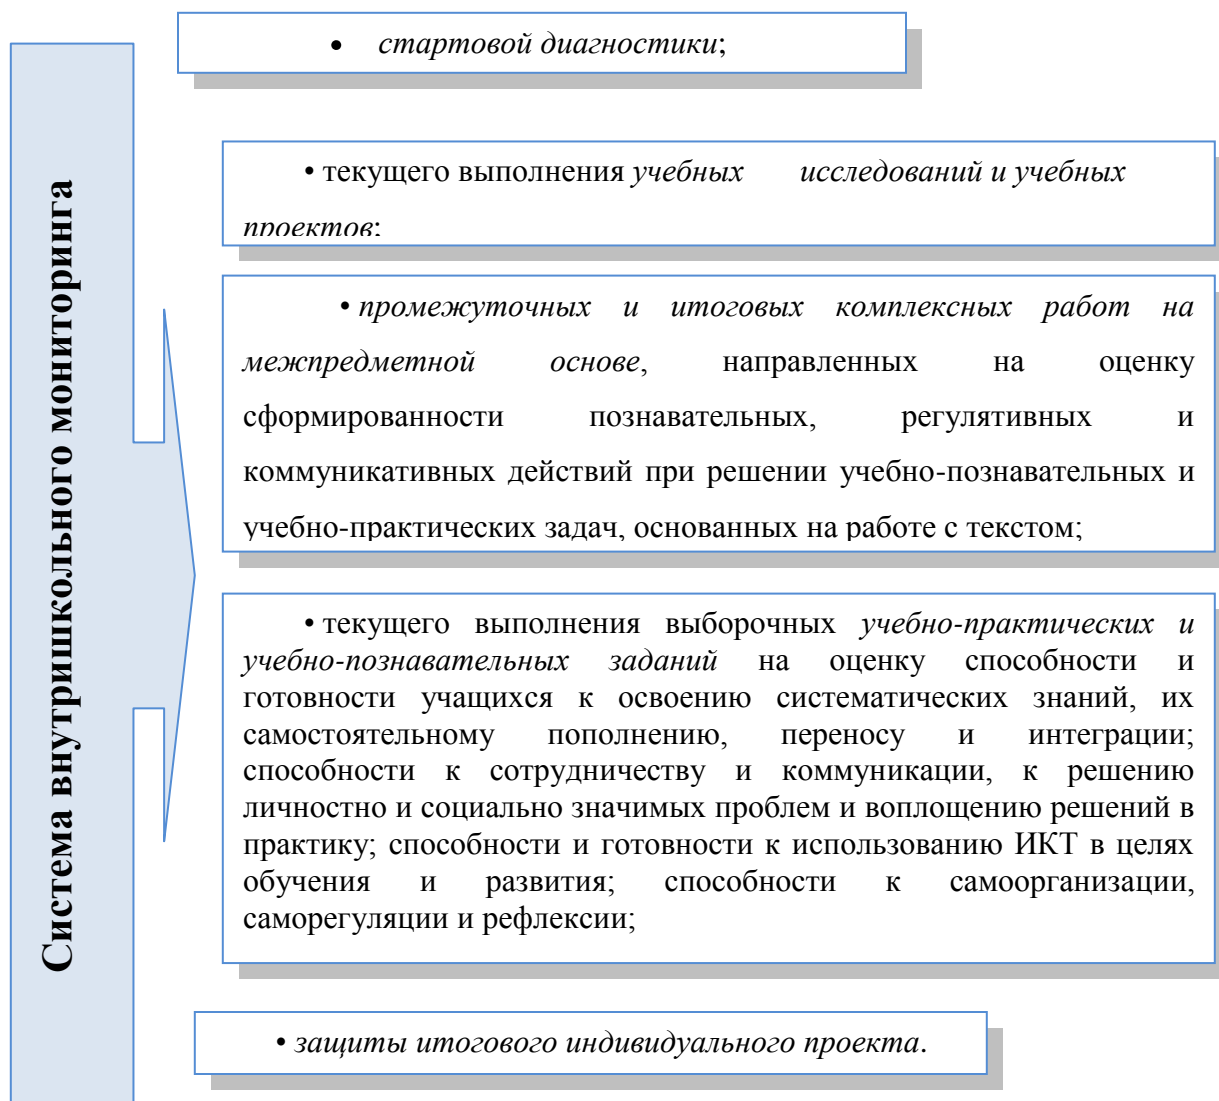 Система внутришкольного мониторинга
• стартовой диагностики;
• текущего выполнения учебных исследований и учебных
проектов;
• промежуточных и итоговых комплексных работ на
межпредметной основе, направленных на оценку
сформированности познавательных, регулятивных и
коммуникативных действий при решении учебно-познавательных и
учебно-практических задач, основанных на работе с текстом;
• текущего выполнения выборочных учебно-практических и
учебно-познавательных заданий на оценку способности и
готовности учащихся к освоению систематических знаний, их
самостоятельному пополнению, переносу и интеграции;
способности к сотрудничеству и коммуникации, к решению
личностно и социально значимых проблем и воплощению решений в
практику; способности и готовности к использованию ИКТ в целях
обучения и развития; способности к самоорганизации,
саморегуляции и рефлексии;
• защиты итогового индивидуального проекта.